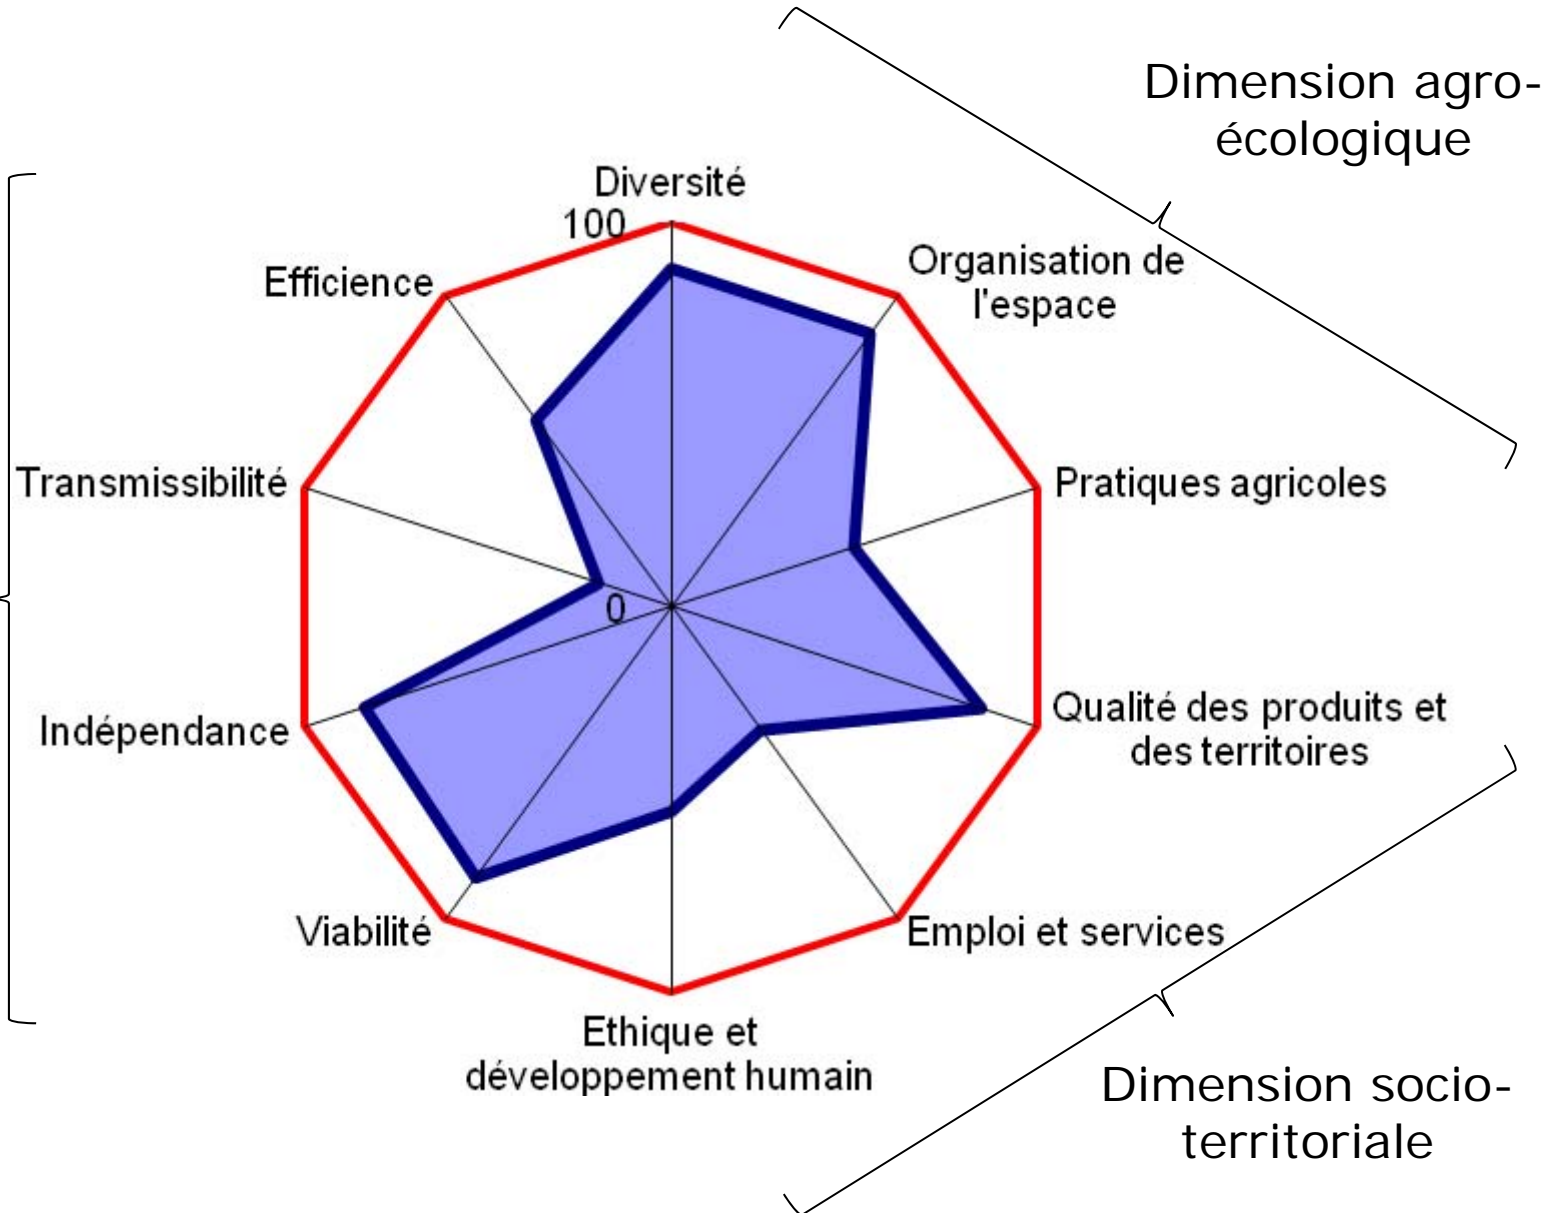 Dimension agro-
écologique
Diversité
100
Organisation de
l'espace
Efficience
Transmissibilité
Pratiques agricoles
0
Indépendance
Qualité des produits et
des territoires
Viabilité
Emploi et services
Ethique et
développement humain
Dimension socio-
territoriale